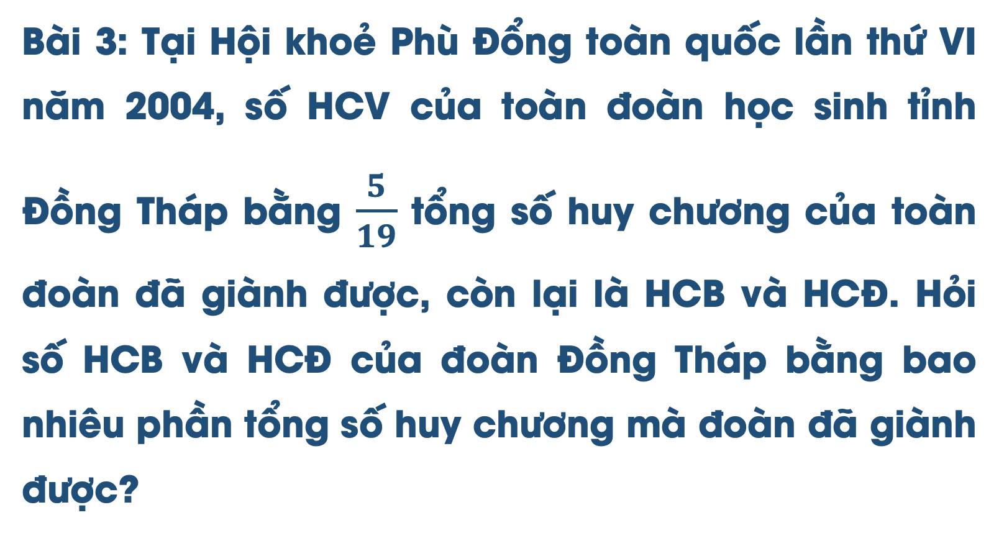 Bài 3: Tại Hội khoẻ Phù Đổng toàn quốc lần thứ VI
năm 2004, số HCV của toàn đoàn học sinh tỉnh
Đồng Tháp bằng 5/19 tổng số huy chương của toàn
đoàn đã giành được, còn lại là HCB và HCĐ. Hỏi
số HCB và HCĐ của đoàn Đồng Tháp bằng bao
nhiêu phần tổng số huy chương mà đoàn đã giành
được?